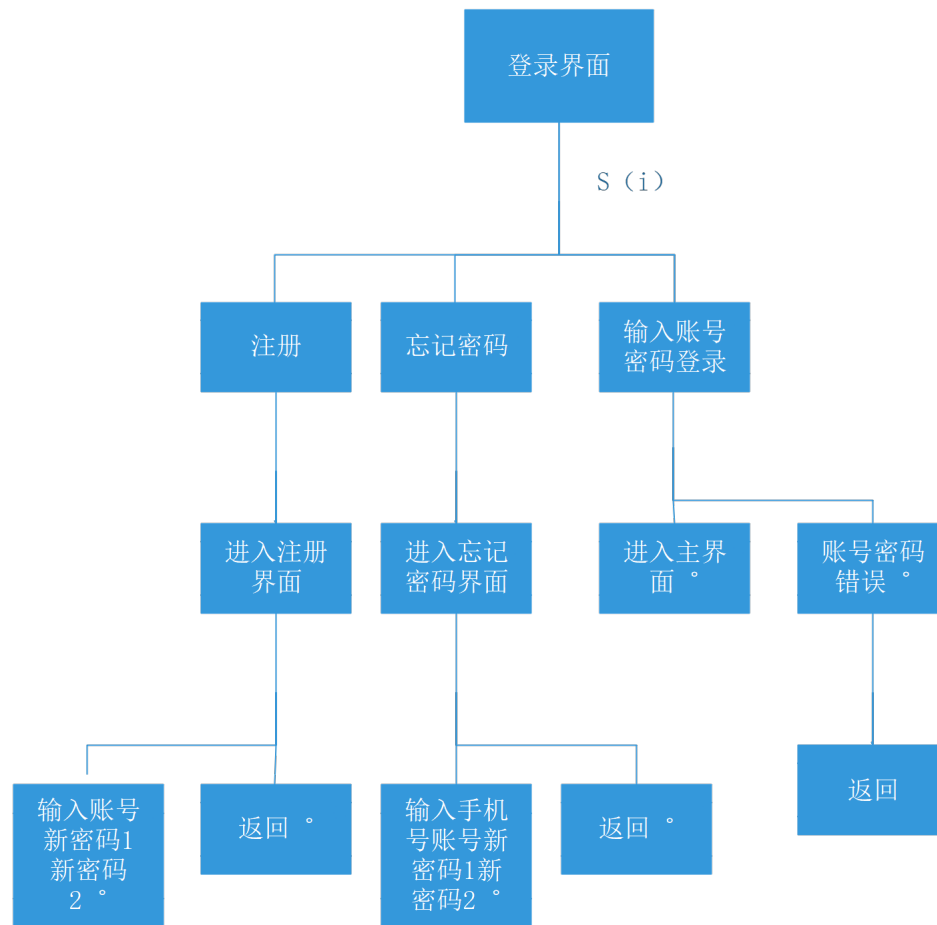 登录界面
S（i）
注册
忘记密码
输入账号
密码登录
进入注册
界面
进入忘记
密码界面
进入主界
面 °
账号密码
错误 °
输入账号
新密码1
新密码
2 °
返回 °
输入手机
号账号新
密码1新
密码2 °
返回 °
返回